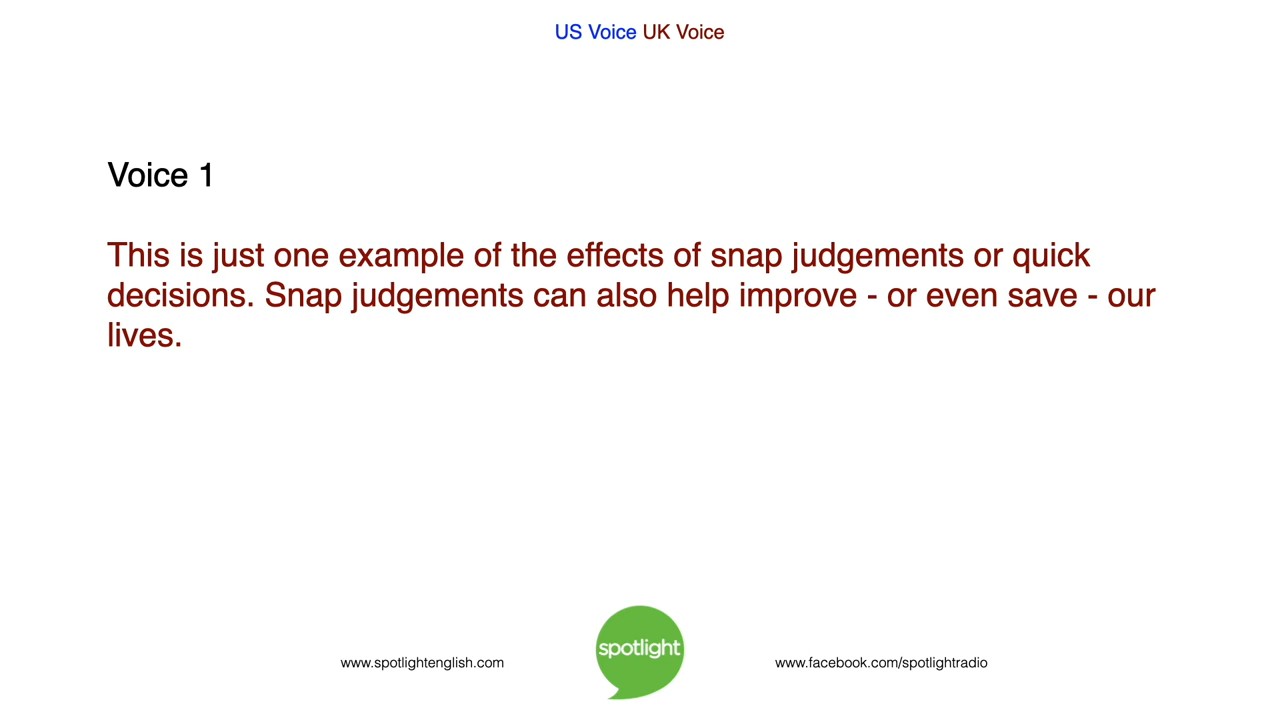 US Voice UK Voice
Voice 1
This is just one example of the effects of snap judgements or quick
decisions. Snap judgements can also help improve - or even save - our
lives.
spotlight
www.spotlightenglish.com
www.facebook.com/spotlightradio